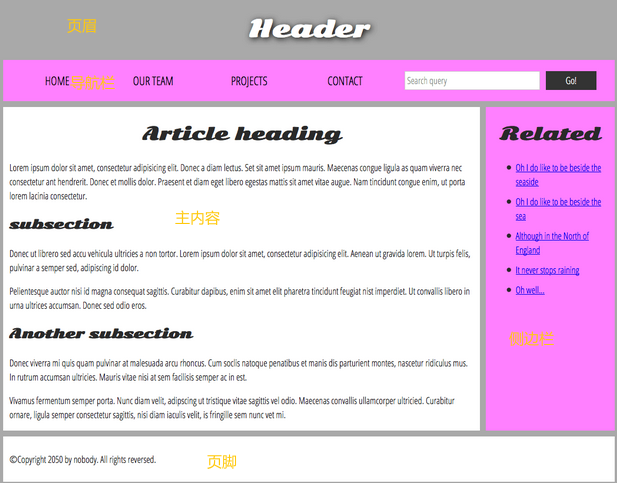 页眉
Header
HOME
导航栏
OUR TEAM
PROJECTS
CONTACT
Search query
Go!
Article heading
Lorem ipsum dolor sit amet, consectetur adipisicing elit. Donec a diam lectus. Set sit amet ipsum mauris. Maecenas congue ligula as quam viverra nec
consectetur ant hendrerit. Donec et mollis dolor. Praesent et diam eget libero egestas mattis sit amet vitae augue. Nam tincidunt congue enim, ut porta
lorem lacinia consectetur.
subsection
主内容
Donec ut librero sed accu vehicula ultricies a non tortor. Lorem ipsum dolor sit amet, consectetur adipisicing elit. Aenean ut gravida lorem. Ut turpis felis,
pulvinar a semper sed, adipiscing id dolor.
Pelientesque auctor nisi id magna consequat sagittis. Curabitur dapibus, enim sit amet elit pharetra tincidunt feugiat nist imperdiet. Ut convallis libero in
urna ultrices accumsan. Donec sed odio eros.
Another subsection
Donec viverra mi quis quam pulvinar at malesuada arcu rhoncus. Cum soclis natoque penatibus et manis dis parturient montes, nascetur ridiculus mus.
In rutrum accumsan ultricies. Mauris vitae nisi at sem facilisis semper ac in est.
Vivamus fermentum semper porta. Nunc diam velit, adipscing ut tristique vitae sagittis vel odio. Maecenas convallis ullamcorper ultricied. Curabitur
ornare, ligula semper consectetur sagittis, nisi diam iaculis velit, is fringille sem nunc vet mi.
Related
Oh I do like to be beside the
seaside
Oh I do like to be beside the
sea
Although in the North of
England
It never stops raining
Oh well...
侧边栏
©Copyright 2050 by nobody. All rights reversed.
页脚